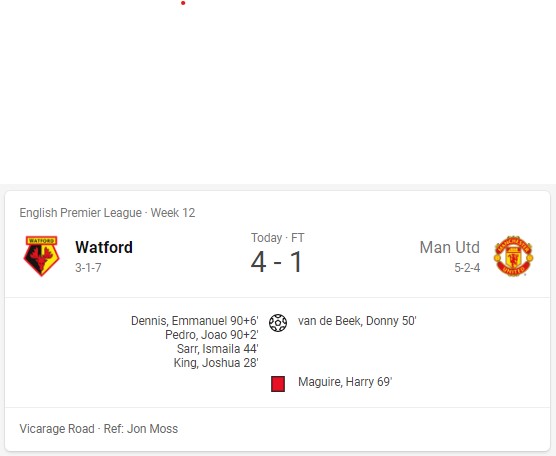 English Premier League · Week 12
Today · FT
WATFORD
Watford
4 - 1
Man Utd
MANCHESTER
UNITED
3-1-7
5-2-4
Dennis, Emmanuel 90+6'
van de Beek, Donny 50'
Pedro, Joao 90+2'
Sarr, Ismaila 44'
King, Joshua 28'
Maguire, Harry 69'
Vicarage Road · Ref: Jon Moss